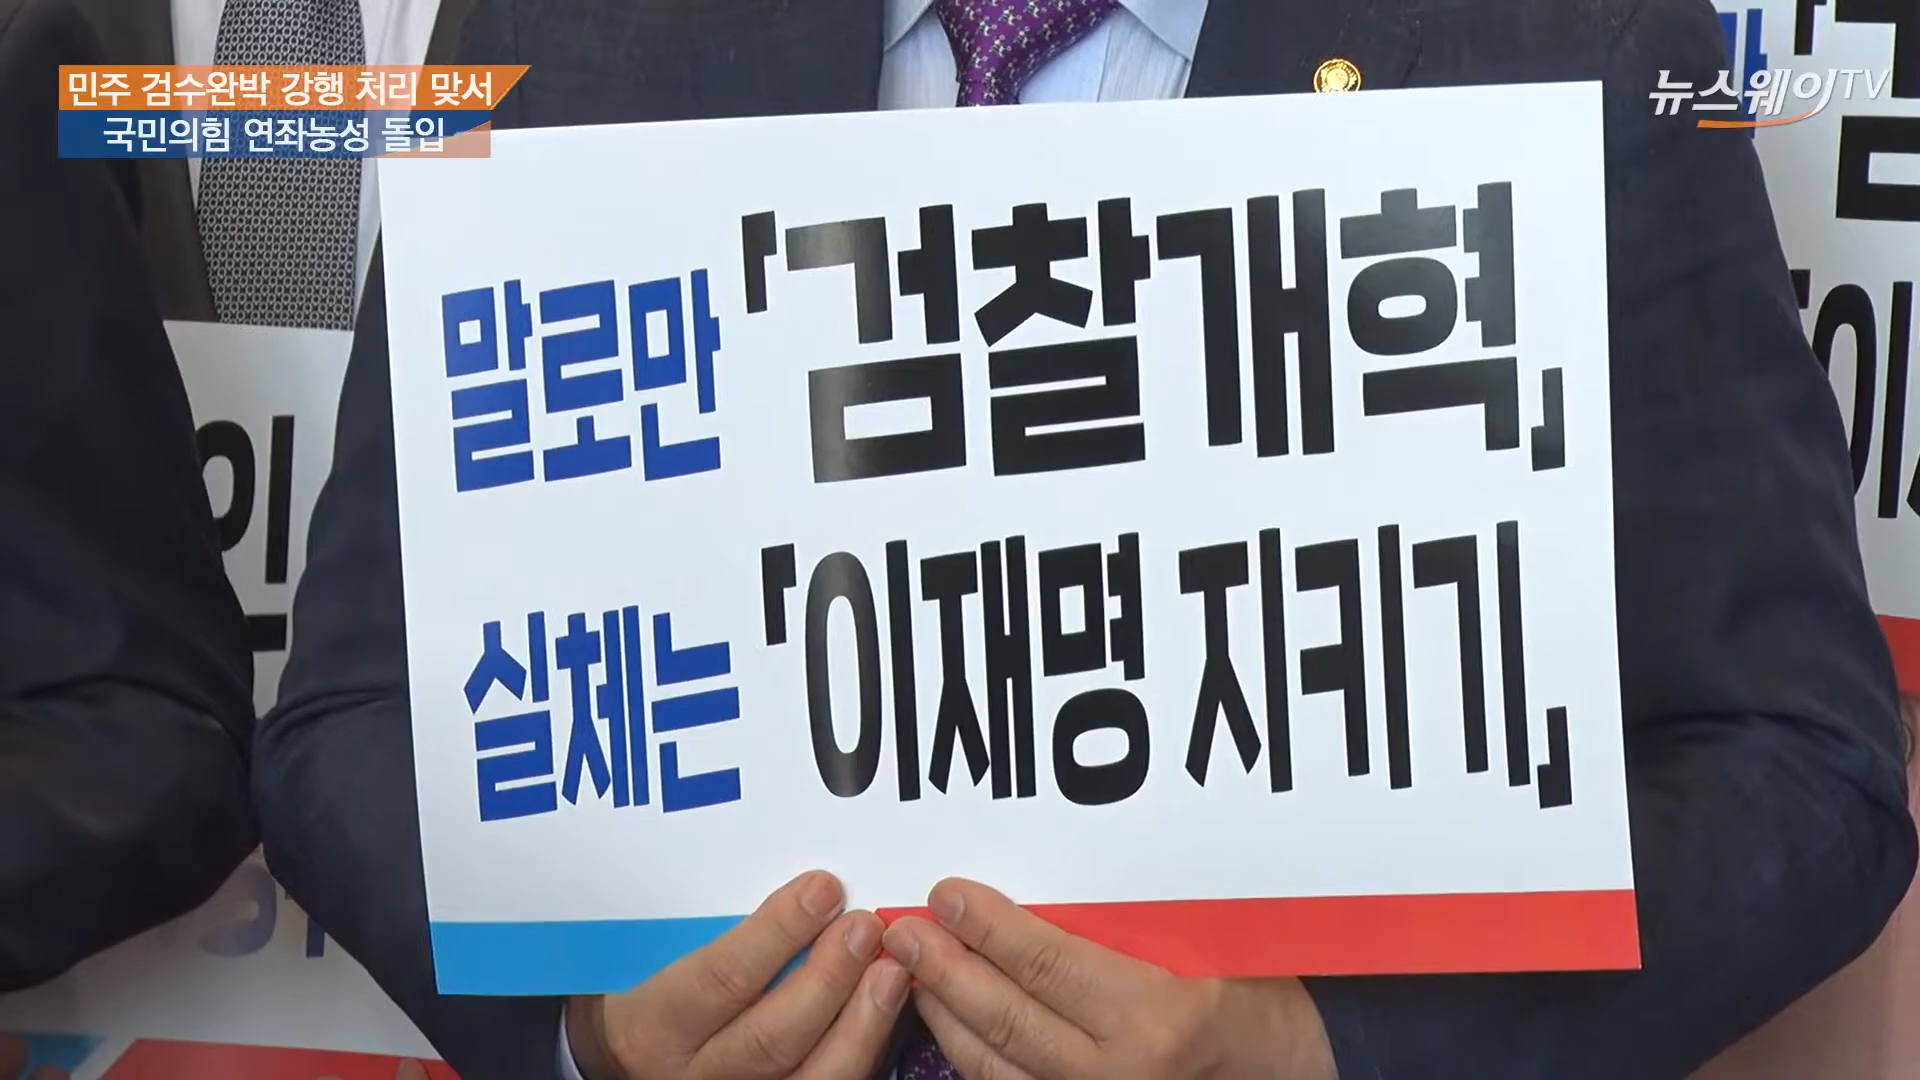 민주 검수완박 강행 처리 맞서
국민의힘 연좌농성 돌입
뉴스웨이TV
말로만 「검찰개혁」
실체는 「이재명 지키기」